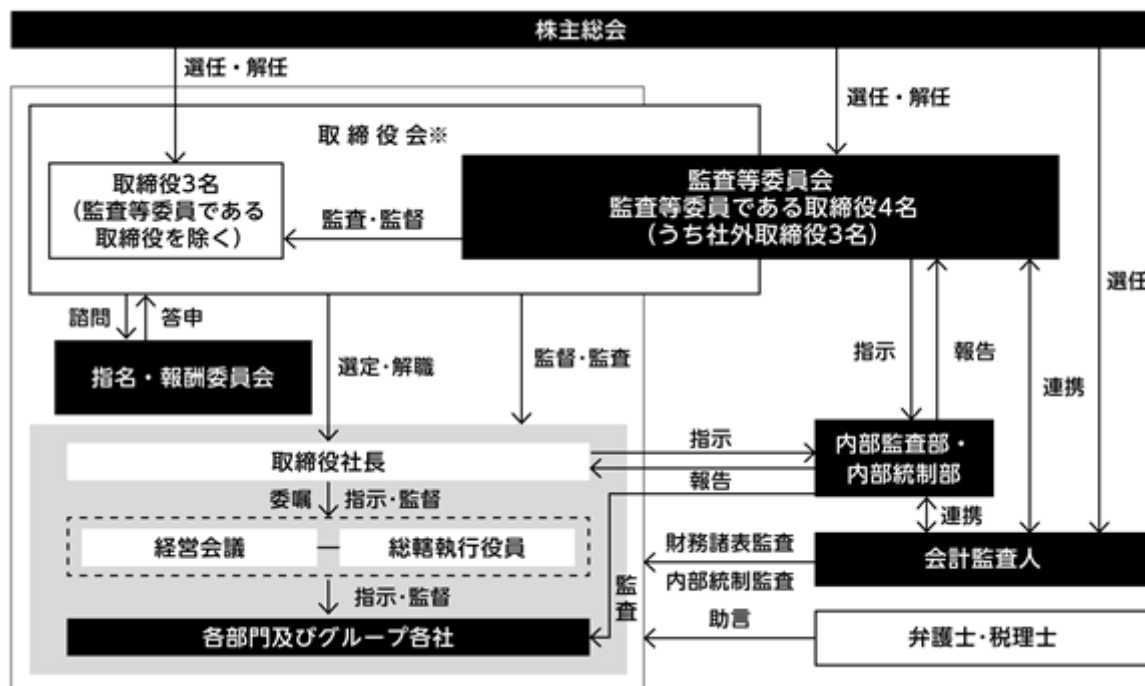 株主総会
選任・解任
選任・解任
選任
取締役会※
取締役3名
（監査等委員である
取締役を除く）
監査・監督
監査等委員会
監査等委員である取締役4名
（うち社外取締役3名）
諮問
答申
指名・報酬委員会
選定・解職
監督・監査
指示
報告
連携
取締役社長
指示
報告
内部監査部・
内部統制部
委嘱
指示・監督
連携
経営会議
総轄執行役員
財務諸表監査
内部統制監査
会計監査人
指示・監督
監査
各部門及びグループ各社
助言
弁護士・税理士